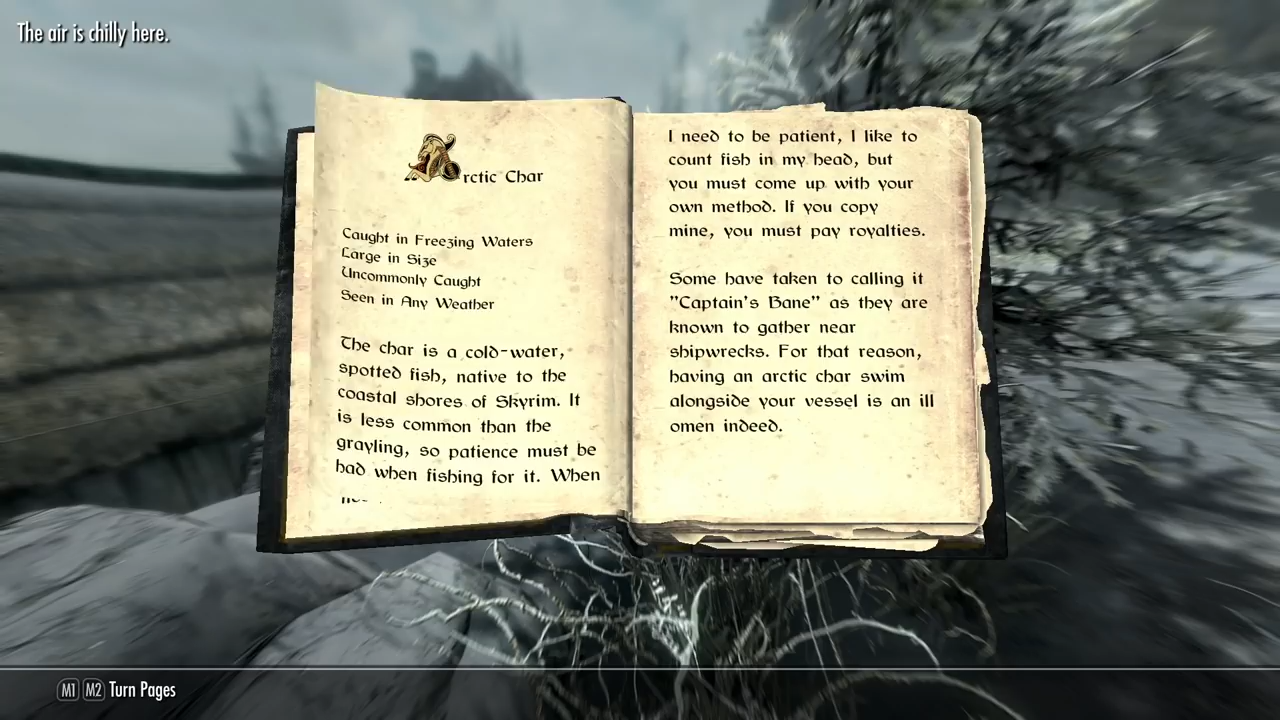 The air is chilly here.
Arctic Char
Caught in Freezing Waters
Large in Size
Uncommonly Caught
Seen in Any Weather
The char is a cold-water,
spotted fish, native to the
coastal shores of Skyrim. It
is less common than the
grayling, so patience must be
had when fishing for it. When
I need to be patient, I like to
count fish in my head, but
you must come up with your
own method. If you copy
mine, you must pay royalties.
Some have taken to calling it
"Captain's Bane" as they are
known to gather near
shipwrecks. For that reason,
having an arctic char swim
alongside your vessel is an ill
omen indeed.
M1 M2 Turn Pages